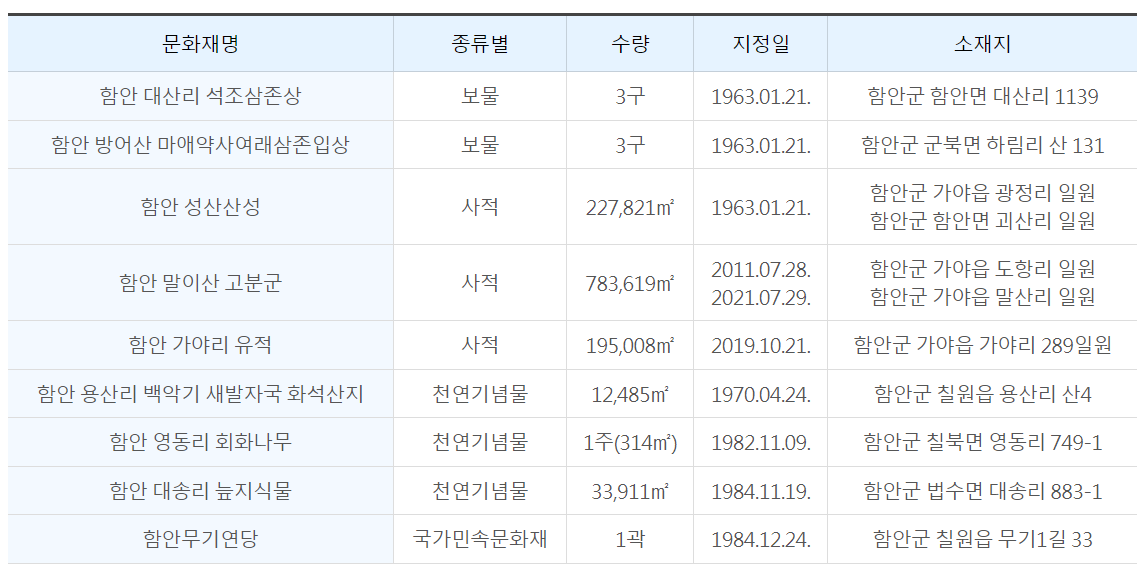 문화재명 종류별 수량 지정일 소재지
함안 대산리 석조삼존상 보물 3구 1963.01.21. 함안군 함안면 대산리 1139
함안 방어산 마애약사여래삼존입상 보물 3구 1963.01.21. 함안군 군북면 하림리 산 131
함안 성산산성 사적 227,821㎡ 1963.01.21. 함안군 가야읍 광정리 일원
함안군 함안면 괴산리 일원
함안 말이산 고분군 사적 783,619㎡ 2011.07.28. 함안군 가야읍 도항리 일원
2021.07.29. 함안군 가야읍 말산리 일원
함안 가야리 유적 사적 195,008㎡ 2019.10.21. 함안군 가야읍 가야리 289일원
함안 용산리 백악기 새발자국 화석산지 천연기념물 12,485㎡ 1970.04.24. 함안군 칠원읍 용산리 산4
함안 영동리 회화나무 천연기념물 1주(314㎡) 1982.11.09. 함안군 칠북면 영동리 749-1
함안 대송리 늪지식물 천연기념물 33,911㎡ 1984.11.19. 함안군 법수면 대송리 883-1
함안무기연당 국가민속문화재 1곽 1984.12.24. 함안군 칠원읍 무기1길 33